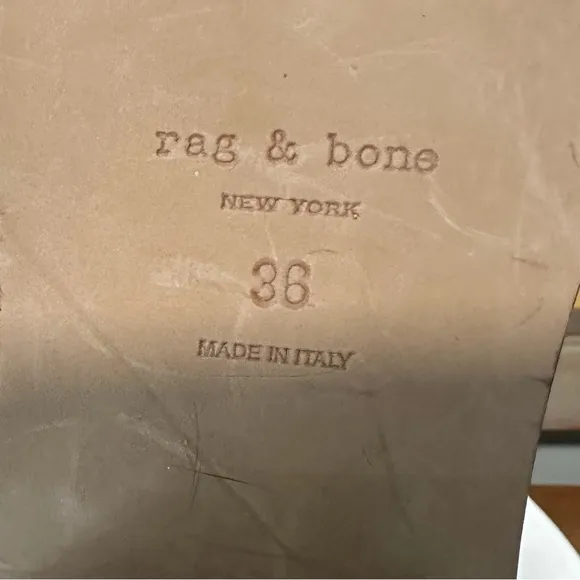 rag & bone
NEW YORK
36
MADE IN ITALY